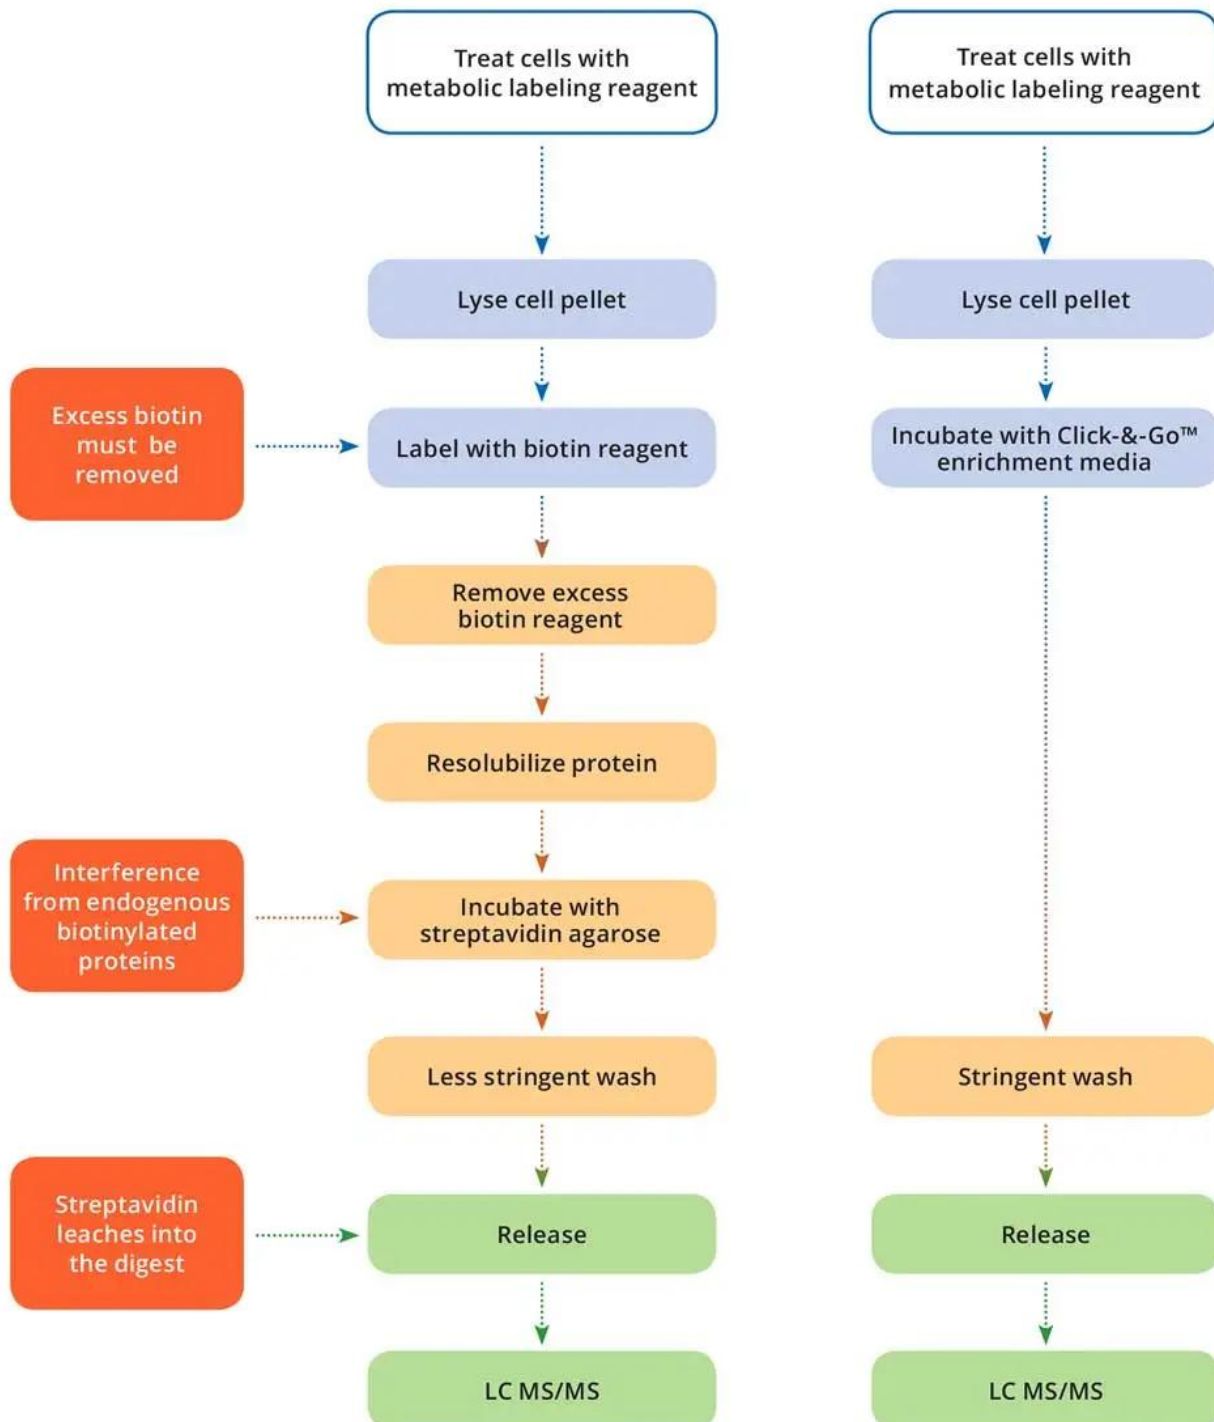 Treat cells with
metabolic labeling reagent
Treat cells with
metabolic labeling reagent
Lyse cell pellet
Lyse cell pellet
Excess biotin
must be
removed
Label with biotin reagent
Incubate with Click-&-Go™
enrichment media
Remove excess
biotin reagent
Resolubilize protein
Interference
from endogenous
biotinylated
proteins
Incubate with
streptavidin agarose
Less stringent wash
Stringent wash
Streptavidin
leaches into
the digest
Release
Release
LC MS/MS
LC MS/MS